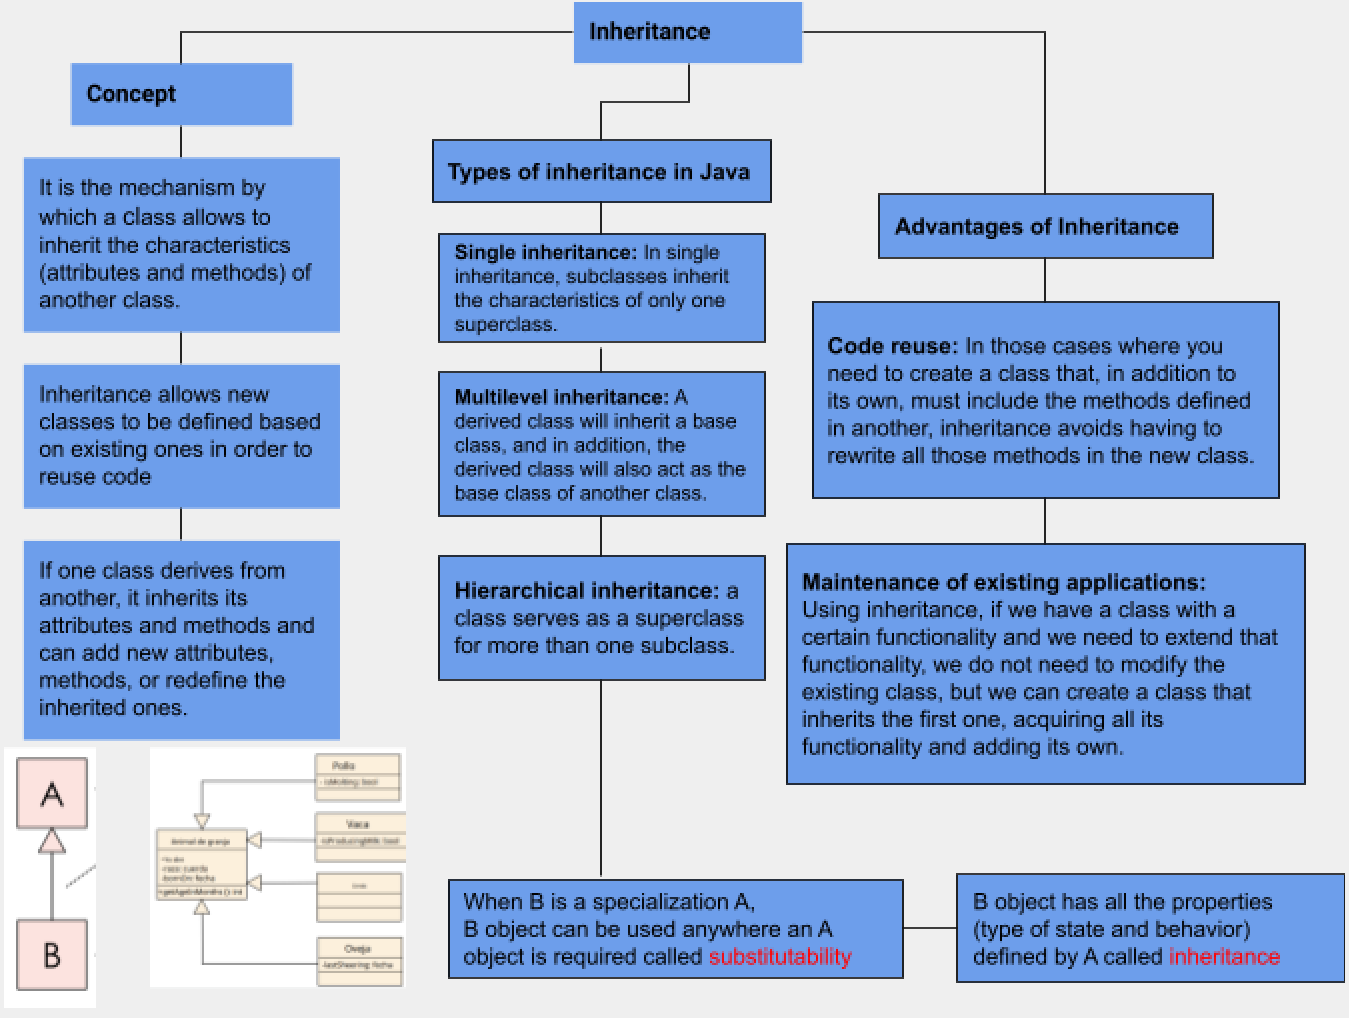 Inheritance
Concept
It is the mechanism by
which a class allows to
inherit the characteristics
(attributes and methods) of
another class.
Inheritance allows new
classes to be defined based
on existing ones in order to
reuse code
If one class derives from
another, it inherits its
attributes and methods and
can add new attributes,
methods, or redefine the
inherited ones.
A
B
Pollo
Vaca
Animal de granja
Oveja
Types of inheritance in Java
Single inheritance: In single
inheritance, subclasses inherit
the characteristics of only one
superclass.
Multilevel inheritance: A
derived class will inherit a base
class, and in addition, the
derived class will also act as the
base class of another class.
Hierarchical inheritance: a
class serves as a superclass
for more than one subclass.
When B is a specialization A,
B object can be used anywhere an A
object is required called substitutability
B object has all the properties
(type of state and behavior)
defined by A called inheritance
Advantages of Inheritance
Code reuse: In those cases where you
need to create a class that, in addition to
its own, must include the methods defined
in another, inheritance avoids having to
rewrite all those methods in the new class.
Maintenance of existing applications:
Using inheritance, if we have a class with a
certain functionality and we need to extend that
functionality, we do not need to modify the
existing class, but we can create a class that
inherits the first one, acquiring all its
functionality and adding its own.